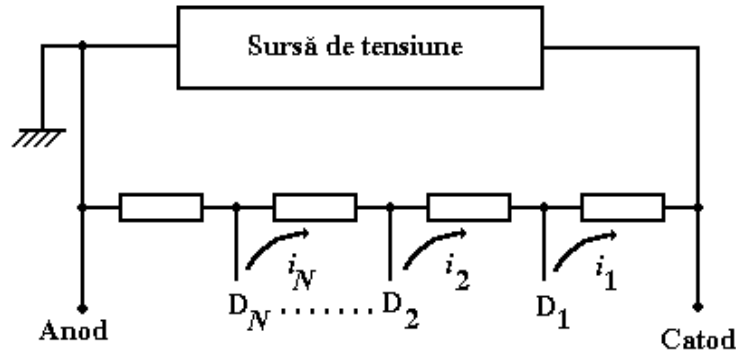 Sursă de tensiune
i_N i_2 i_1
D_N ........ D_2 D_1
Anod Catod